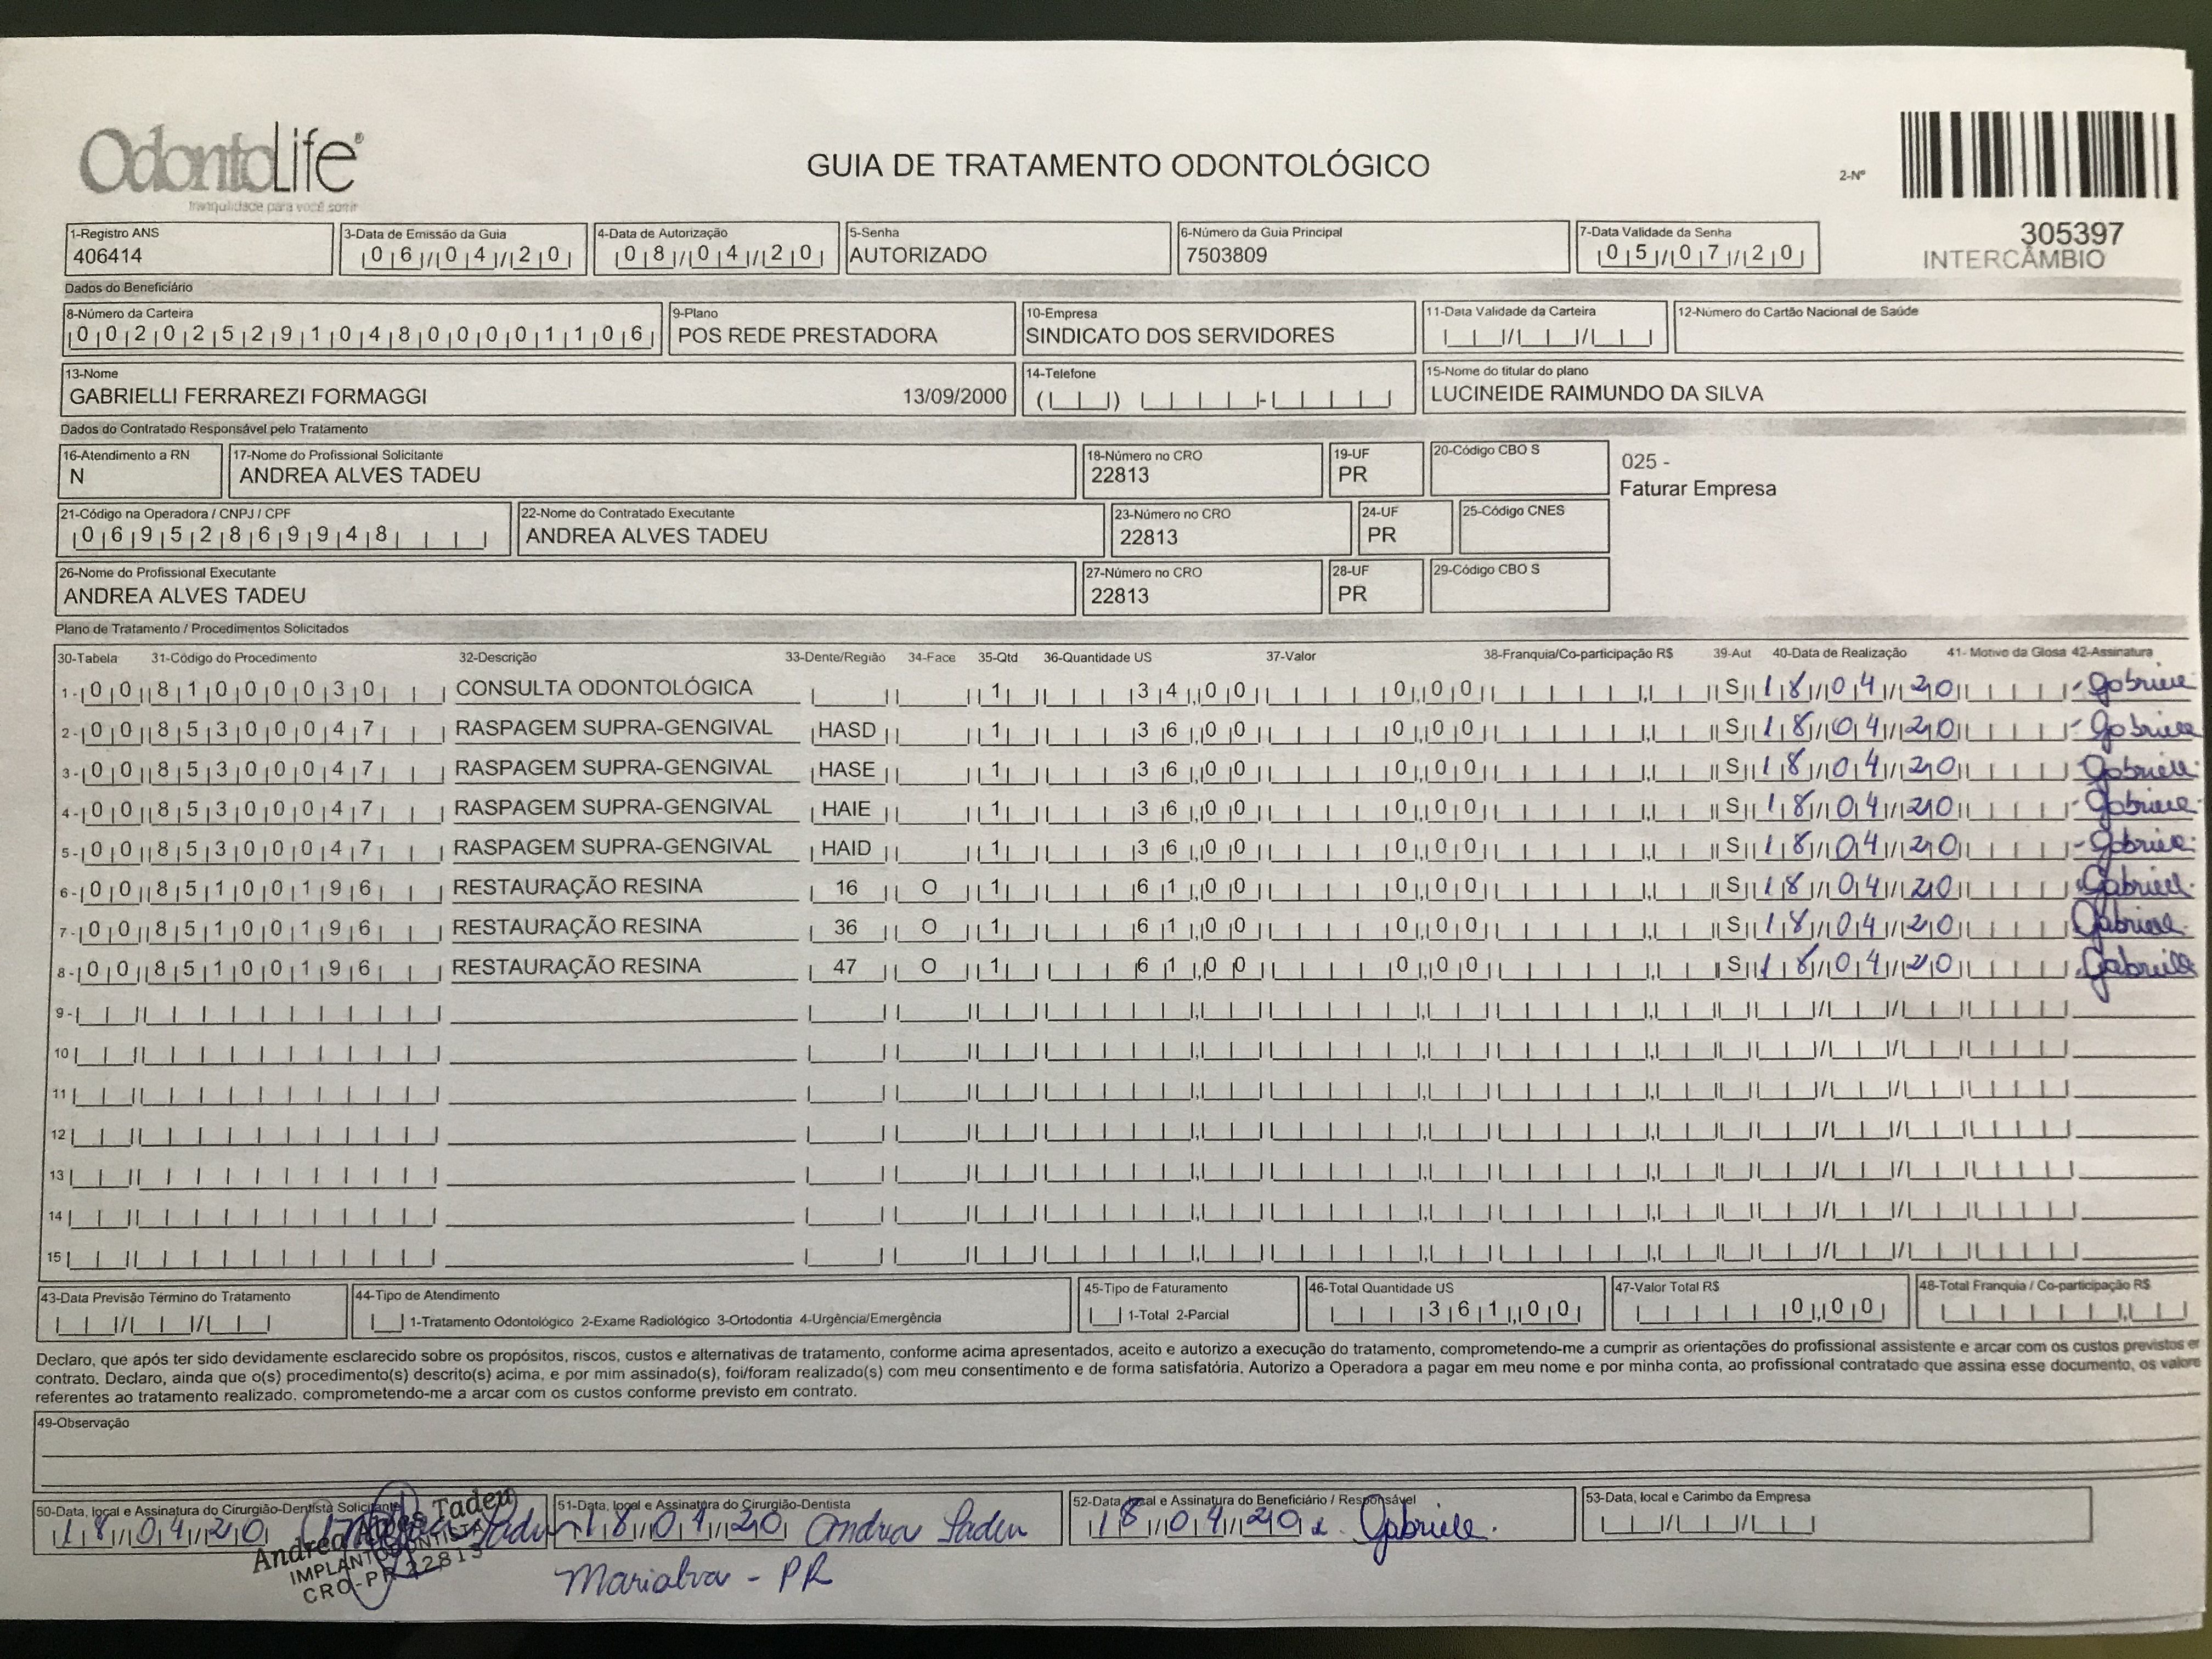 OdontoLife®
Tranquilidade para você sorrir
GUIA DE TRATAMENTO ODONTOLÓGICO
2-Nº
305397
INTERCÂMBIO
1-Registro ANS 406414
3-Data de Emissão da Guia 06/04/20
4-Data de Autorização 08/04/20
5-Senha AUTORIZADO
6-Número da Guia Principal 7503809
7-Data Validade da Senha 05/07/20
Dados do Beneficiário
8-Número da Carteira 00202529104800001106
9-Plano POS REDE PRESTADORA
10-Empresa SINDICATO DOS SERVIDORES
11-Data Validade da Carteira
12-Número do Cartão Nacional de Saúde
13-Nome GABRIELLI FERRAREZI FORMAGGI 13/09/2000
14-Telefone
15-Nome do titular do plano LUCINEIDE RAIMUNDO DA SILVA
Dados do Contratado Responsável pelo Tratamento
16-Atendimento a RN N
17-Nome do Profissional Solicitante ANDREA ALVES TADEU
18-Número no CRO 22813
19-UF PR
20-Código CBO S
025 -
Faturar Empresa
21-Código na Operadora / CNPJ / CPF 06952869948
22-Nome do Contratado Executante ANDREA ALVES TADEU
23-Número no CRO 22813
24-UF PR
25-Código CNES
26-Nome do Profissional Executante ANDREA ALVES TADEU
27-Número no CRO 22813
28-UF PR
29-Código CBO S
Plano de Tratamento / Procedimentos Solicitados
30-Tabela 31-Código do Procedimento 32-Descrição 33-Dente/Região 34-Face 35-Qtd 36-Quantidade US 37-Valor 38-Franquia/Co-participação R$ 39-Aut 40-Data de Realização 41- Motivo da Glosa 42-Assinatura
1- 00 81000030 CONSULTA ODONTOLÓGICA 1 34,00 0,00 S 18/04/20 Gabriele
2- 00 85300047 RASPAGEM SUPRA-GENGIVAL HASD 1 36,00 0,00 S 18/04/20 Gabriele
3- 00 85300047 RASPAGEM SUPRA-GENGIVAL HASE 1 36,00 0,00 S 18/04/20 Gabriele
4- 00 85300047 RASPAGEM SUPRA-GENGIVAL HAIE 1 36,00 0,00 S 18/04/20 Gabriele
5- 00 85300047 RASPAGEM SUPRA-GENGIVAL HAID 1 36,00 0,00 S 18/04/20 Gabriele
6- 00 85100196 RESTAURAÇÃO RESINA 16 O 1 61,00 0,00 S 18/04/20 Gabriele
7- 00 85100196 RESTAURAÇÃO RESINA 36 O 1 61,00 0,00 S 18/04/20 Gabriele
8- 00 85100196 RESTAURAÇÃO RESINA 47 O 1 61,00 0,00 S 18/04/20 Gabriele
9-
10
11
12
13
14
15
43-Data Previsão Término do Tratamento
44-Tipo de Atendimento 1-Tratamento Odontológico 2-Exame Radiológico 3-Ortodontia 4-Urgência/Emergência
45-Tipo de Faturamento 1-Total 2-Parcial
46-Total Quantidade US 361,00
47-Valor Total R$ 0,00
48-Total Franquia / Co-participação R$
Declaro, que após ter sido devidamente esclarecido sobre os propósitos, riscos, custos e alternativas de tratamento, conforme acima apresentados, aceito e autorizo a execução do tratamento, comprometendo-me a cumprir as orientações do profissional assistente e arcar com os custos previstos e
contrato. Declaro, ainda que o(s) procedimento(s) descrito(s) acima, e por mim assinado(s), foi/foram realizado(s) com meu consentimento e de forma satisfatória. Autorizo a Operadora a pagar em meu nome e por minha conta, ao profissional contratado que assina esse documento, os valore
referentes ao tratamento realizado, comprometendo-me a arcar com os custos conforme previsto em contrato.
49-Observação
50-Data, local e Assinatura do Cirurgião-Dentista Solicitante 18/04/20
Andrea Alves Tadeu
IMPLANTODONTISTA
CRO-PR 22813
51-Data, local e Assinatura do Cirurgião-Dentista 18/04/20 Andrea Tadeu
Marialva - PR
52-Data, local e Assinatura do Beneficiário / Responsável 18/04/20 Gabriele.
53-Data, local e Carimbo da Empresa